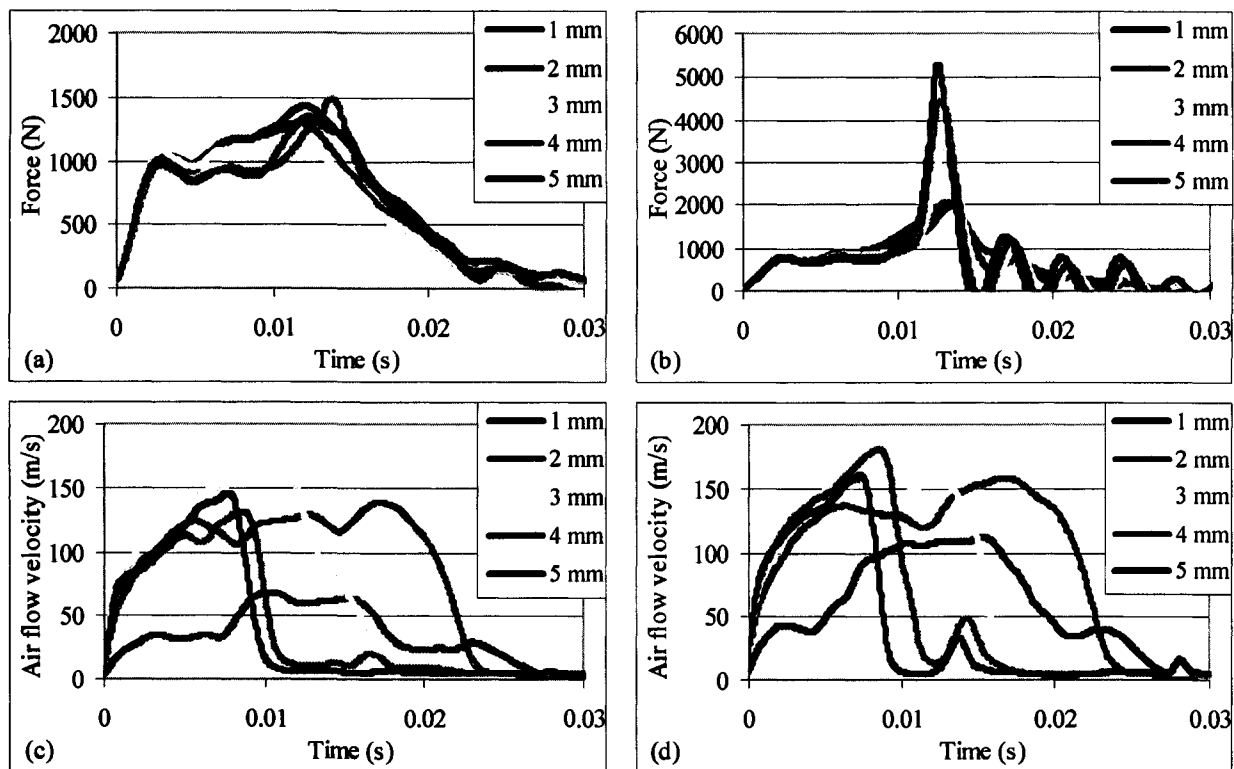 2000
1500
1000
500
0
Force (N)
0 0.01 0.02 0.03
Time (s)
(a)
1 mm
2 mm
3 mm
4 mm
5 mm
6000
5000
4000
3000
2000
1000
0
Force (N)
0 0.01 0.02 0.03
Time (s)
(b)
1 mm
2 mm
3 mm
4 mm
5 mm
200
150
100
50
0
Air flow velocity (m/s)
0 0.01 0.02 0.03
Time (s)
(c)
1 mm
2 mm
3 mm
4 mm
5 mm
200
150
100
50
0
Air flow velocity (m/s)
0 0.01 0.02 0.03
Time (s)
(d)
1 mm
2 mm
3 mm
4 mm
5 mm